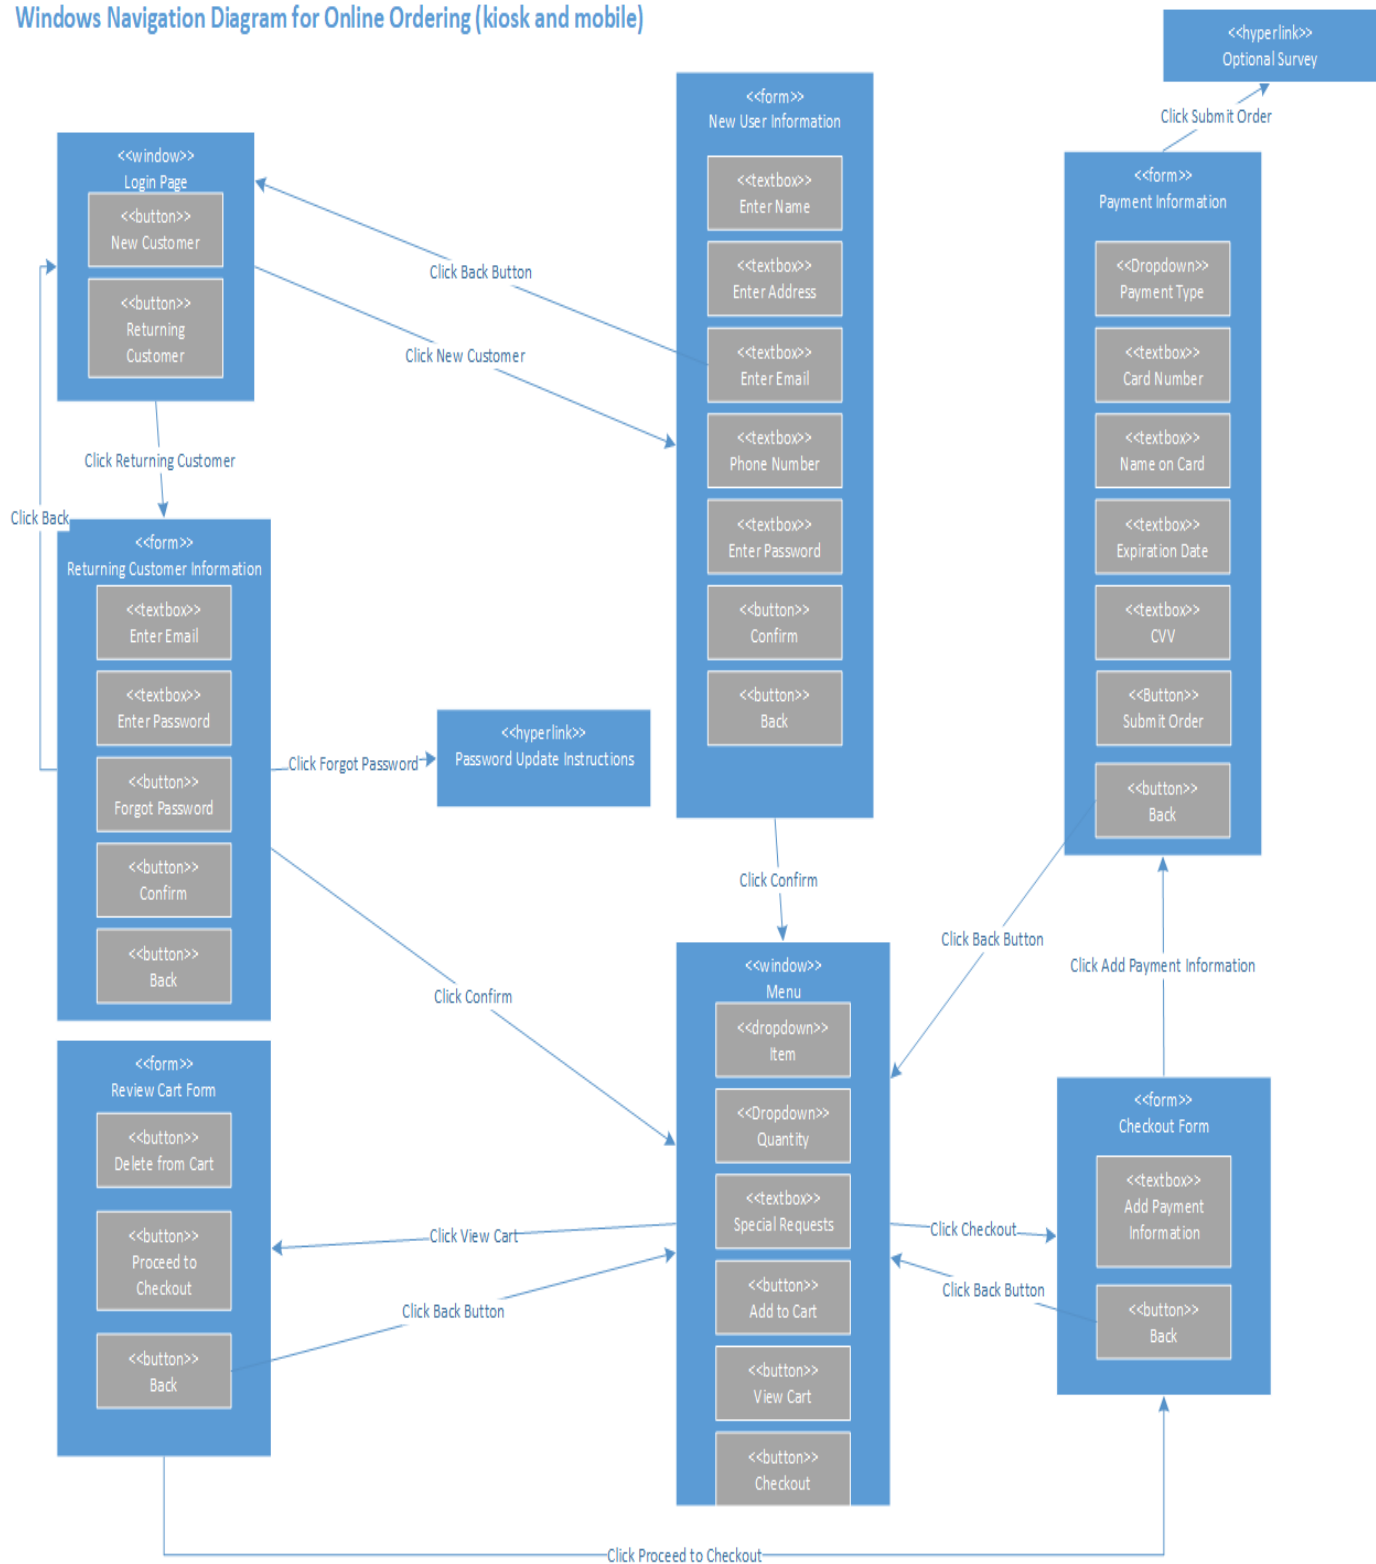 Windows Navigation Diagram for Online Ordering (kiosk and mobile)
<<hyperlink>>
Optional Survey
Click Submit Order
<<window>>
Login Page
<<button>>
New Customer
<<button>>
Returning
Customer
Click Back Button
Click New Customer
Click Returning Customer
Click Back
<<form>>
New User Information
<<textbox>>
Enter Name
<<textbox>>
Enter Address
<<textbox>>
Enter Email
<<textbox>>
Phone Number
<<textbox>>
Enter Password
<<button>>
Confirm
<<button>>
Back
<<form>>
Payment Information
<<Dropdown>>
Payment Type
<<textbox>>
Card Number
<<textbox>>
Name on Card
<<textbox>>
Expiration Date
<<textbox>>
CVV
<<Button>>
Submit Order
<<button>>
Back
<<form>>
Returning Customer Information
<<textbox>>
Enter Email
<<textbox>>
Enter Password
<<button>>
Forgot Password
<<button>>
Confirm
<<button>>
Back
Click Forgot Password
<<hyperlink>>
Password Update Instructions
Click Confirm
Click Confirm
Click Back Button
Click Add Payment Information
<<form>>
Review Cart Form
<<button>>
Delete from Cart
<<button>>
Proceed to
Checkout
<<button>>
Back
Click View Cart
Click Back Button
<<window>>
Menu
<<dropdown>>
Item
<<Dropdown>>
Quantity
<<textbox>>
Special Requests
<<button>>
Add to Cart
<<button>>
View Cart
<<button>>
Checkout
Click Checkout
Click Back Button
<<form>>
Checkout Form
<<textbox>>
Add Payment
Information
<<button>>
Back
Click Proceed to Checkout